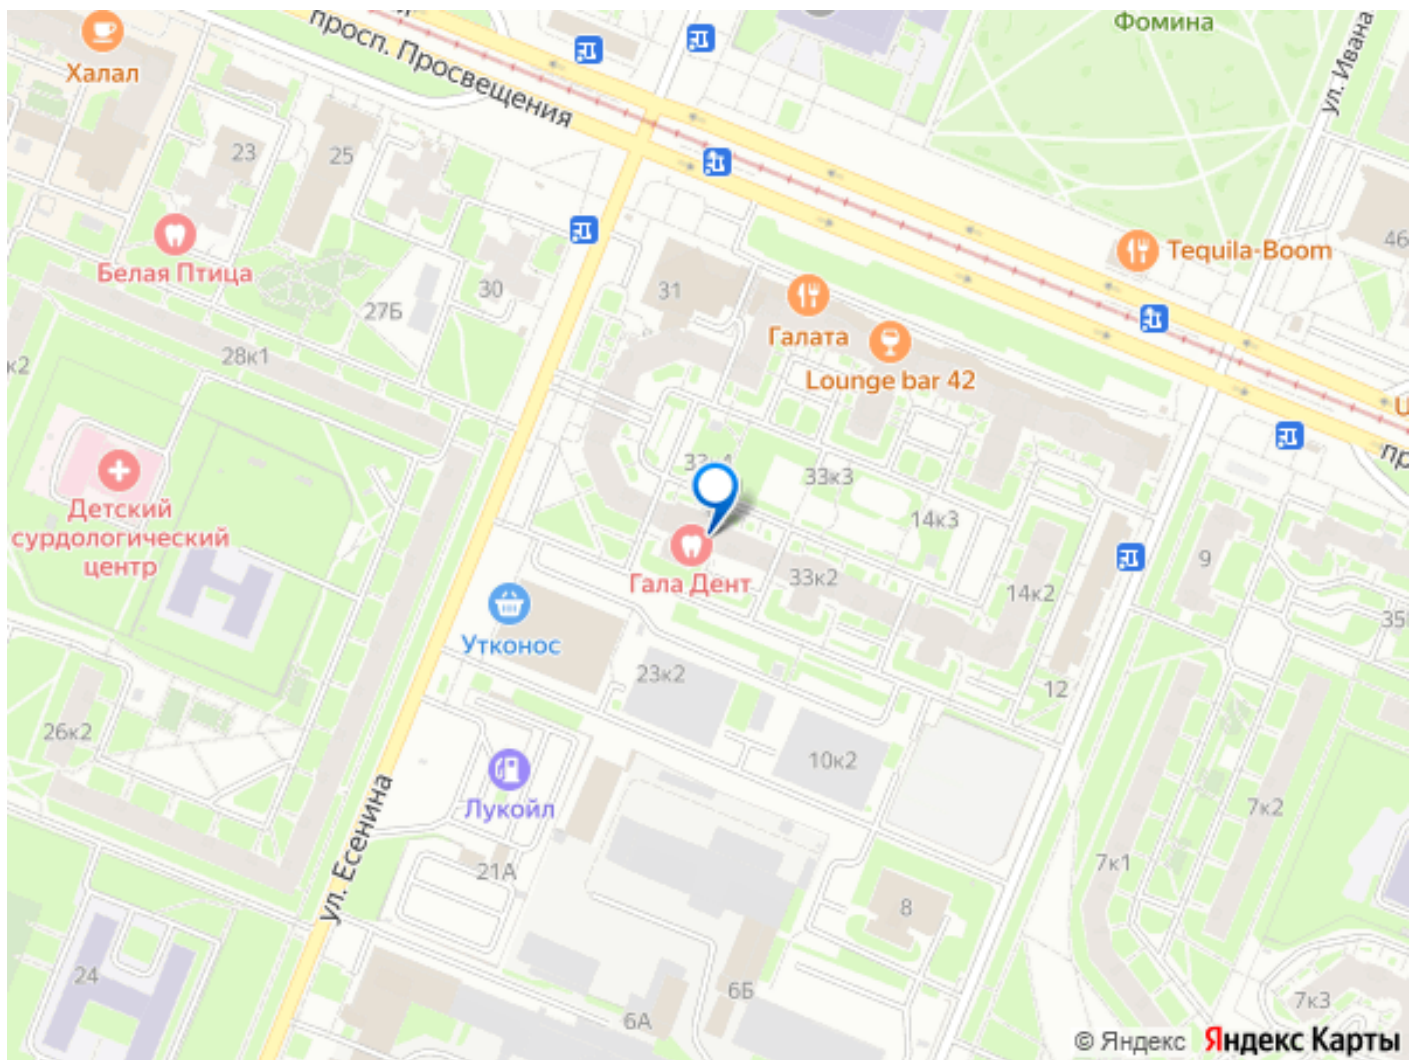 Фомина
ул. Ивана
просп. Просвещения
Халал
23
25
46
Tequila-Boom
Белая Птица
30
31
27Б
Галата
28к1
к2
Lounge bar 42
33к3
14к3
Детский
сурдологический
центр
9
Гала Дент
33к2
14к2
35
Утконос
23к2
12
26к2
10к2
Лукойл
7к2
ул. Есенина
21А
7к1
8
24
6Б
7к3
6А
© Яндекс Яндекс Карты